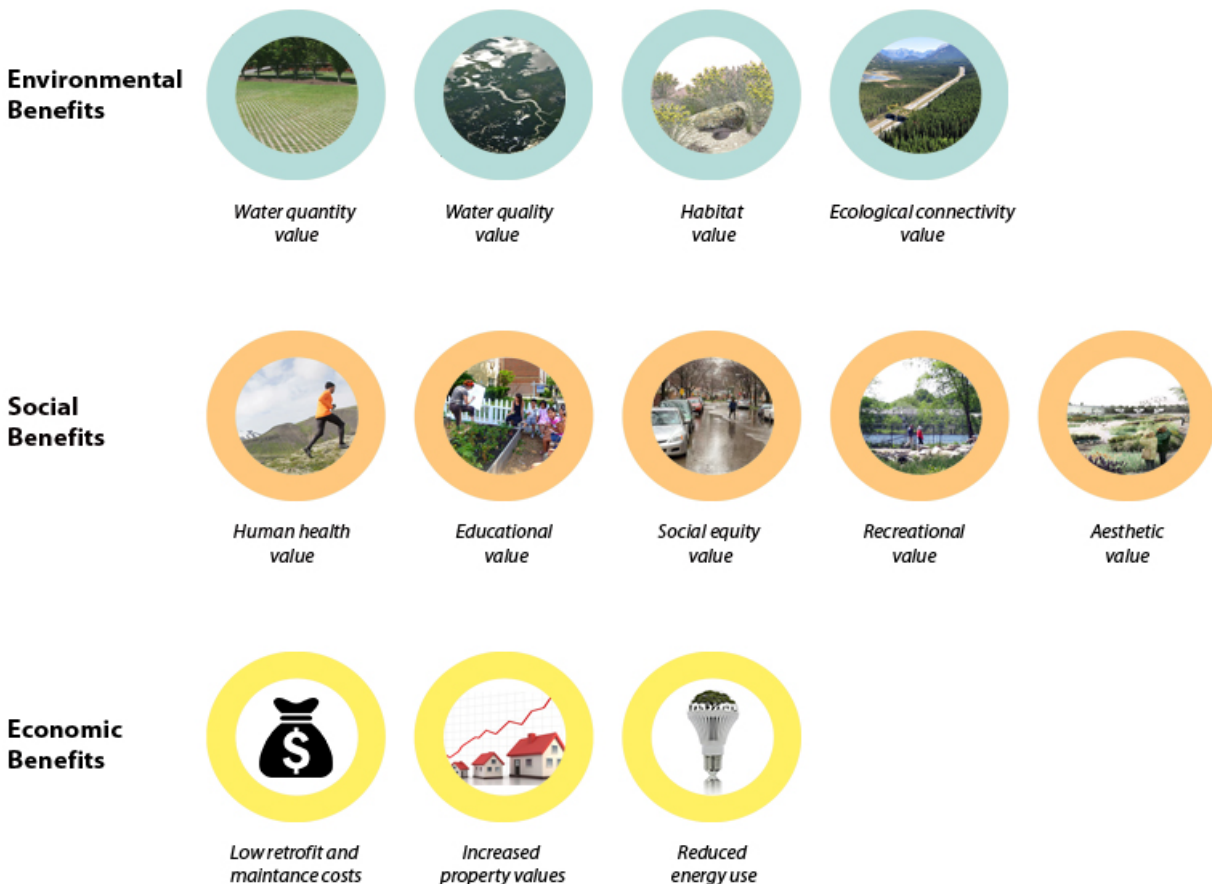 Environmental
Benefits
Water quantity
value
Water quality
value
Habitat
value
Ecological connectivity
value
Social
Benefits
Human health
value
Educational
value
Social equity
value
Recreational
value
Aesthetic
value
Economic
Benefits
$
Low retrofit and
maintance costs
Increased
property values
Reduced
energy use